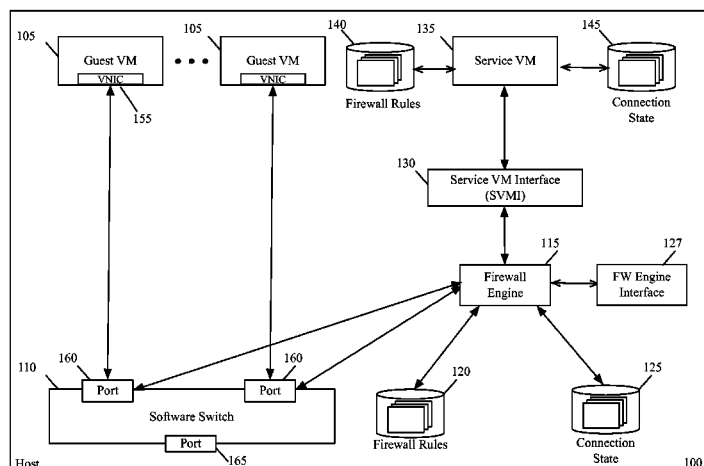 105
Guest VM
VNIC
155
105
Guest VM
VNIC
140
Firewall Rules
135
Service VM
145
Connection
State
130
Service VM Interface
(SVMI)
115
Firewall
Engine
127
FW Engine
Interface
110
160
Port
160
Port
Software Switch
Port
165
120
Firewall Rules
125
Connection
State
Host
100